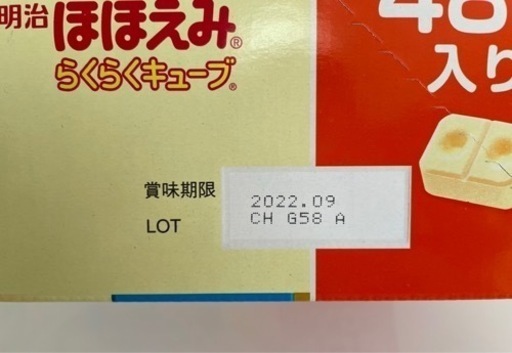 明治ほほえみ®
らくらくキューブ®
入り
賞味期限 2022.09
LOT CH G58 A